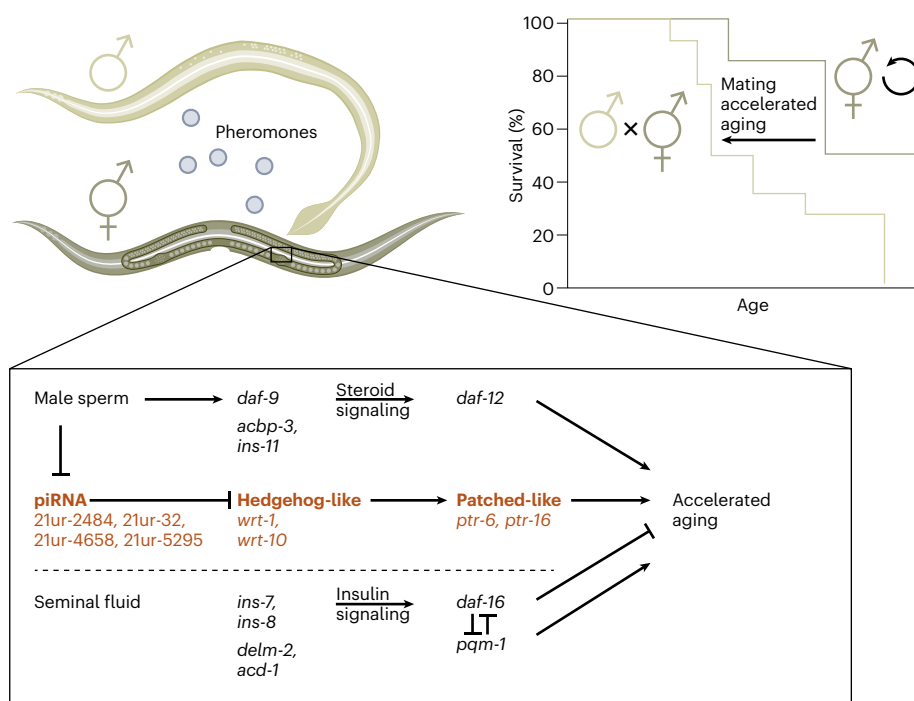 Pheromones
100
80
60
40
20
0
Survival (%)
Age
Mating
accelerated
aging
×
Male sperm
daf-9
acbp-3,
ins-11
Steroid
signaling
daf-12
piRNA
21ur-2484, 21ur-32,
21ur-4658, 21ur-5295
Hedgehog-like
wrt-1,
wrt-10
Patched-like
ptr-6, ptr-16
Accelerated
aging
Seminal fluid
ins-7,
ins-8
delm-2,
acd-1
Insulin
signaling
daf-16
pqm-1